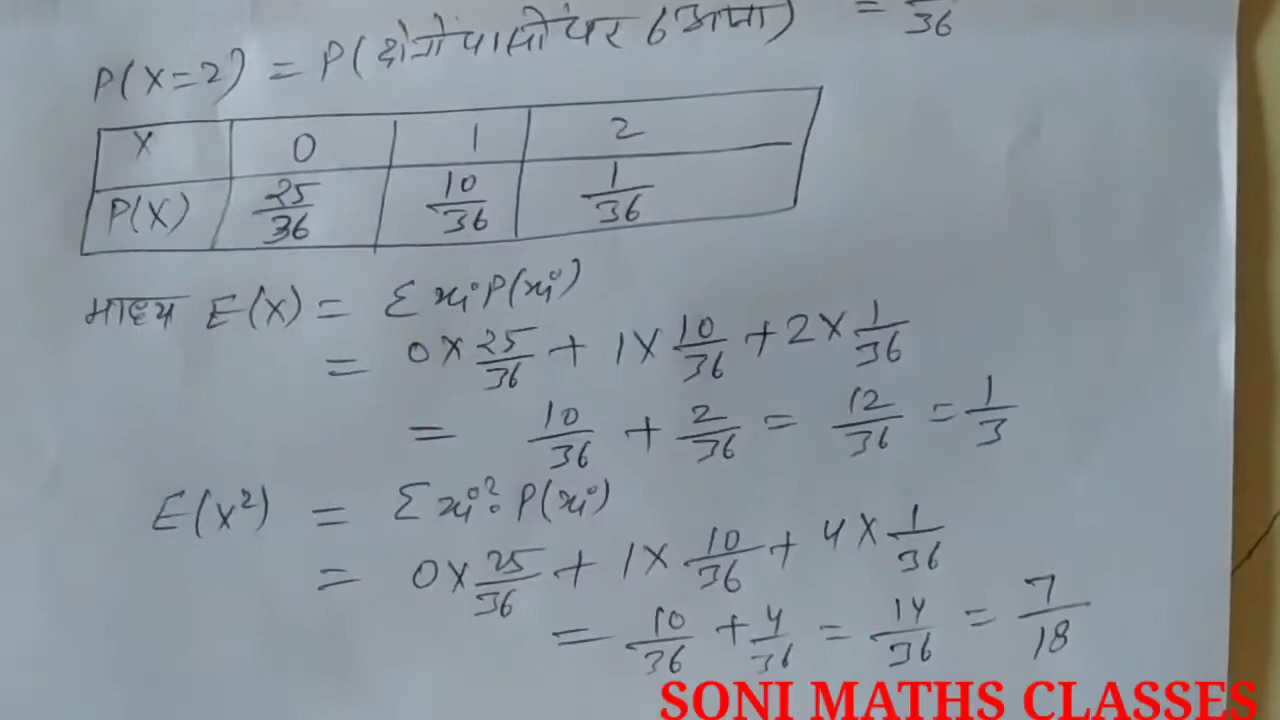 P(X=2) = P(दोनों पासों पर 6 आना) = /36
X 0 1 2
P(X) 25/36 10/36 1/36
माध्य E(X) = Σ xi P(xi)
= 0 × 25/36 + 1 × 10/36 + 2 × 1/36
= 10/36 + 2/36 = 12/36 = 1/3
E(X²) = Σ xi². P(xi)
= 0 × 25/36 + 1 × 10/36 + 4 × 1/36
= 10/36 + 4/36 = 14/36 = 7/18
SONI MATHS CLASSES